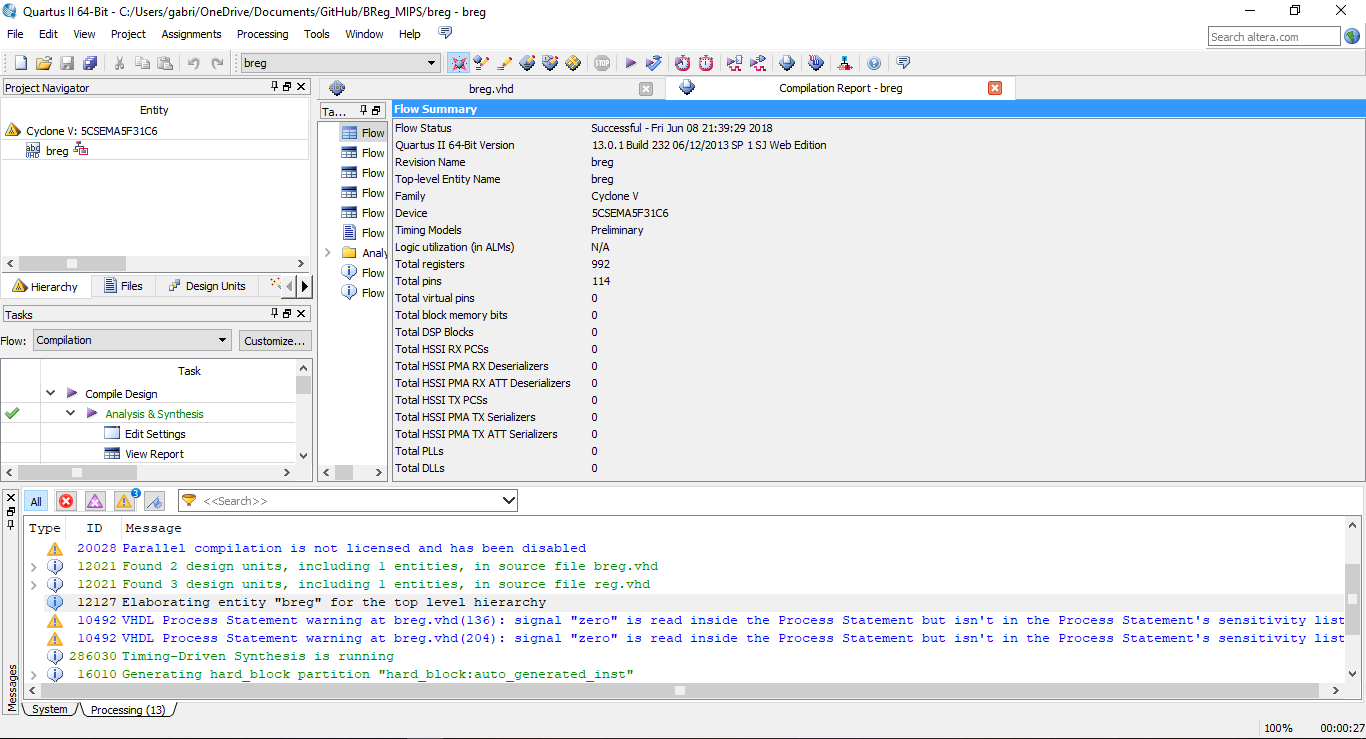 Quartus II 64-Bit - C:/Users/gabri/OneDrive/Documents/GitHub/BReg_MIPS/breg - breg
File Edit View Project Assignments Processing Tools Window Help
Search altera.com
breg
STOP
Project Navigator
Entity
Cyclone V: 5CSEMA5F31C6
breg
Hierarchy Files Design Units
Tasks
Flow: Compilation Customize...
Task
Compile Design
Analysis & Synthesis
Edit Settings
View Report
breg.vhd
Compilation Report - breg
Ta...
Flow
Flow
Flow
Flow
Flow
Flow
Analy
Flow
Flow
Flow Summary
Flow Status Successful - Fri Jun 08 21:39:29 2018
Quartus II 64-Bit Version 13.0.1 Build 232 06/12/2013 SP 1 SJ Web Edition
Revision Name breg
Top-level Entity Name breg
Family Cyclone V
Device 5CSEMA5F31C6
Timing Models Preliminary
Logic utilization (in ALMs) N/A
Total registers 992
Total pins 114
Total virtual pins 0
Total block memory bits 0
Total DSP Blocks 0
Total HSSI RX PCSs 0
Total HSSI PMA RX Deserializers 0
Total HSSI PMA RX ATT Deserializers 0
Total HSSI TX PCSs 0
Total HSSI PMA TX Serializers 0
Total HSSI PMA TX ATT Serializers 0
Total PLLs 0
Total DLLs 0
All 3 <<Search>>
Type ID Message
20028 Parallel compilation is not licensed and has been disabled
12021 Found 2 design units, including 1 entities, in source file breg.vhd
12021 Found 3 design units, including 1 entities, in source file reg.vhd
12127 Elaborating entity "breg" for the top level hierarchy
10492 VHDL Process Statement warning at breg.vhd(136): signal "zero" is read inside the Process Statement but isn't in the Process Statement's sensitivity list
10492 VHDL Process Statement warning at breg.vhd(204): signal "zero" is read inside the Process Statement but isn't in the Process Statement's sensitivity list
286030 Timing-Driven Synthesis is running
16010 Generating hard_block partition "hard_block:auto_generated_inst"
Messages
System Processing (13)
100% 00:00:27